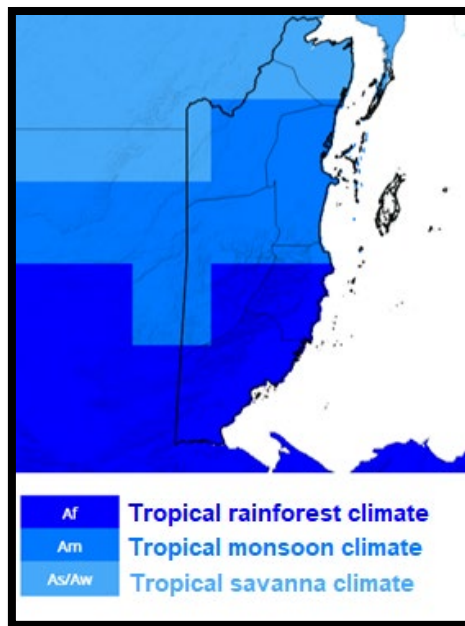 Af Tropical rainforest climate
Am Tropical monsoon climate
As/Aw Tropical savanna climate